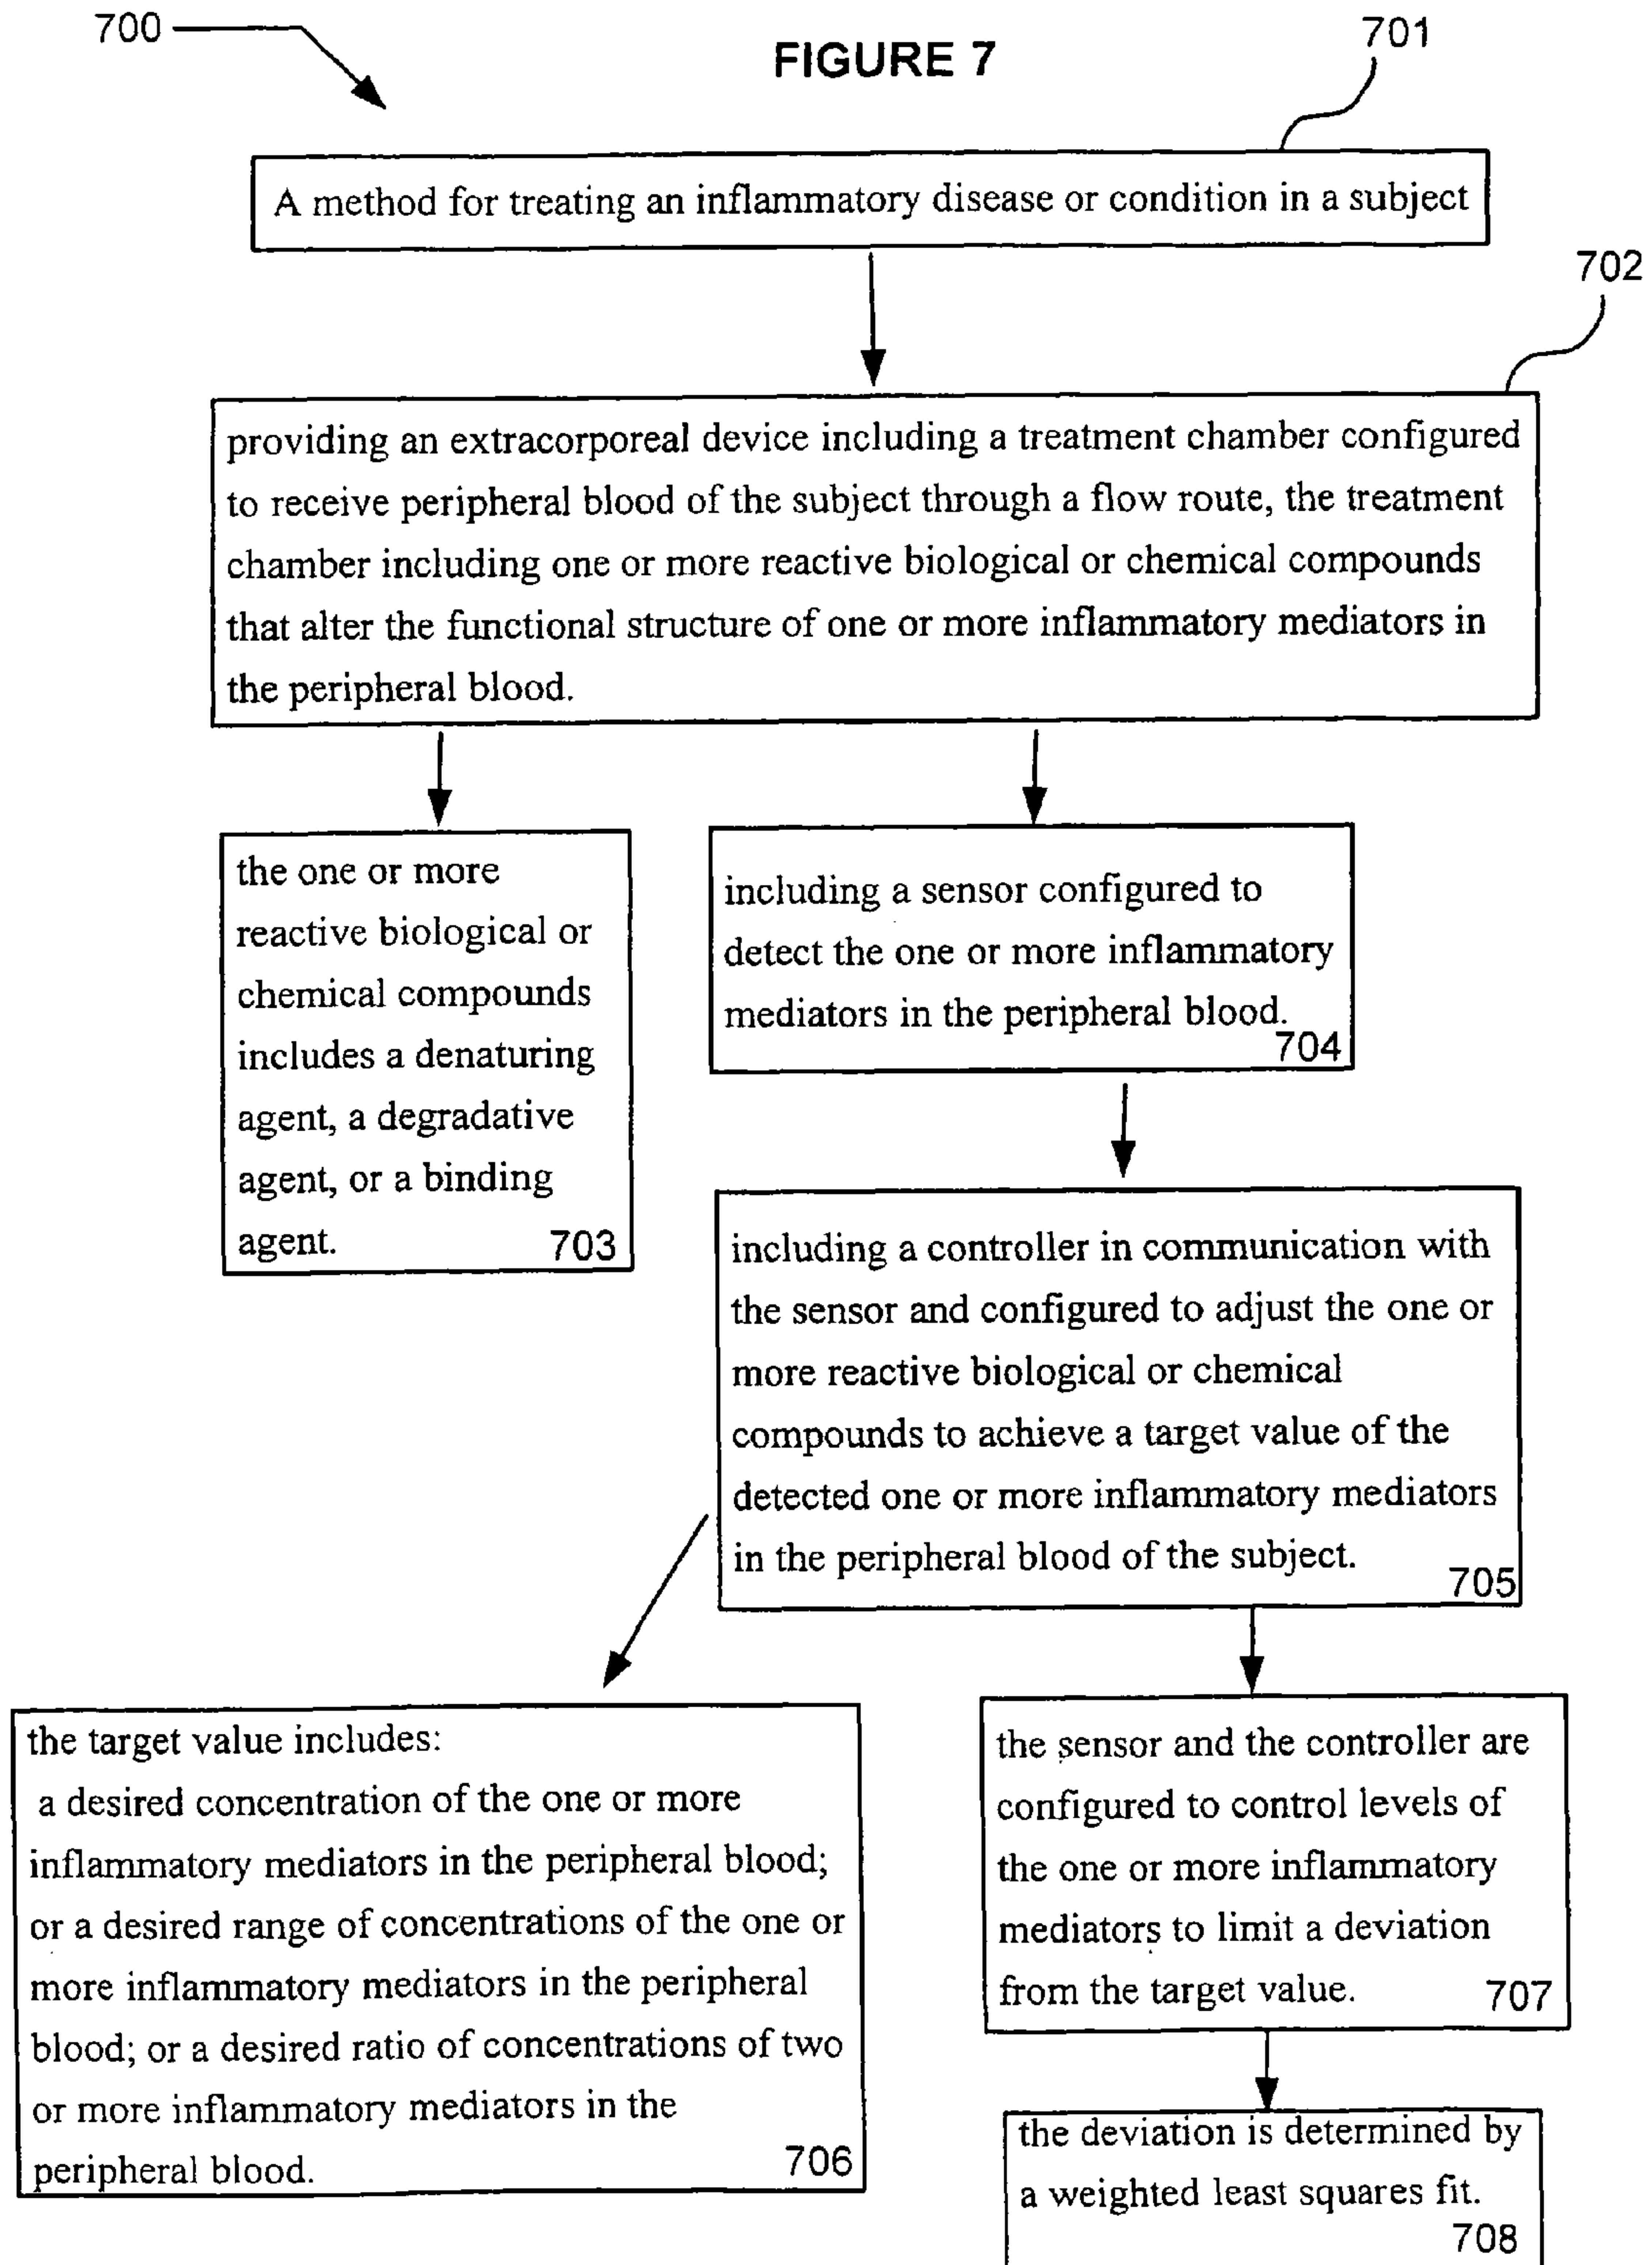 700
FIGURE 7
701
A method for treating an inflammatory disease or condition in a subject
702
providing an extracorporeal device including a treatment chamber configured
to receive peripheral blood of the subject through a flow route, the treatment
chamber including one or more reactive biological or chemical compounds
that alter the functional structure of one or more inflammatory mediators in
the peripheral blood.
the one or more
reactive biological or
chemical compounds
includes a denaturing
agent, a degradative
agent, or a binding
agent.
703
including a sensor configured to
detect the one or more inflammatory
mediators in the peripheral blood.
704
including a controller in communication with
the sensor and configured to adjust the one or
more reactive biological or chemical
compounds to achieve a target value of the
detected one or more inflammatory mediators
in the peripheral blood of the subject.
705
the target value includes:
a desired concentration of the one or more
inflammatory mediators in the peripheral blood;
or a desired range of concentrations of the one or
more inflammatory mediators in the peripheral
blood; or a desired ratio of concentrations of two
or more inflammatory mediators in the
peripheral blood.
706
the sensor and the controller are
configured to control levels of
the one or more inflammatory
mediators to limit a deviation
from the target value.
707
the deviation is determined by
a weighted least squares fit.
708